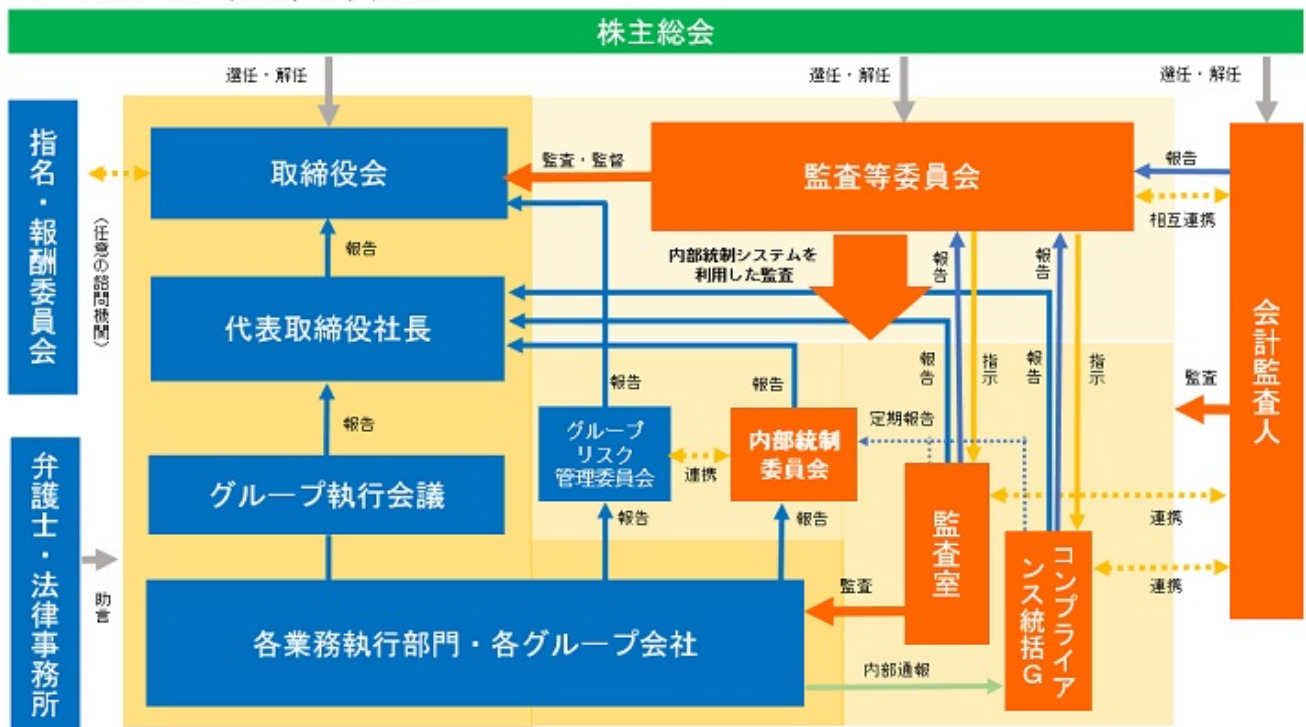 株主総会
選任・解任
選任・解任
選任・解任
指名・報酬委員会
(任意の諮問機関)
取締役会
監査・監督
監査等委員会
報告
相互連携
会計監査人
報告
内部統制システムを
利用した監査
報告
報告
代表取締役社長
報告
報告
報告
指示
報告
指示
監査
報告
グループ
リスク
管理委員会
連携
内部統制
委員会
定期報告
弁護士・法律事務所
助言
グループ執行会議
報告
報告
監査室
連携
コンプライア
ンス統括G
連携
各業務執行部門・各グループ会社
監査
内部通報